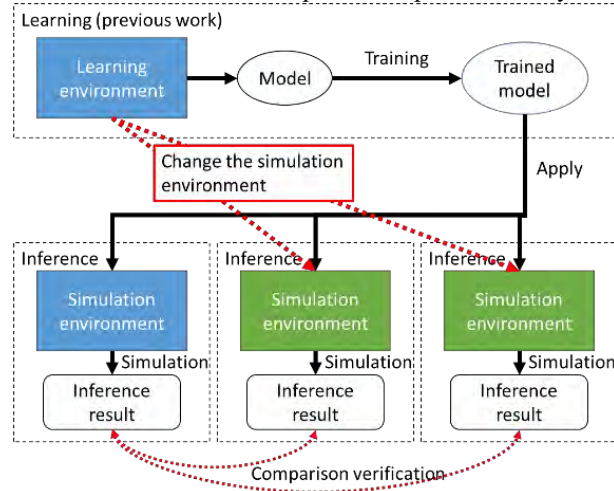 Learning (previous work)
Learning
environment
Model
Training
Trained
model
Change the simulation
environment
Apply
Inference
Inference
Inference
Simulation
environment
Simulation
environment
Simulation
environment
Simulation
Simulation
Simulation
Inference
result
Inference
result
Inference
result
Comparison verification